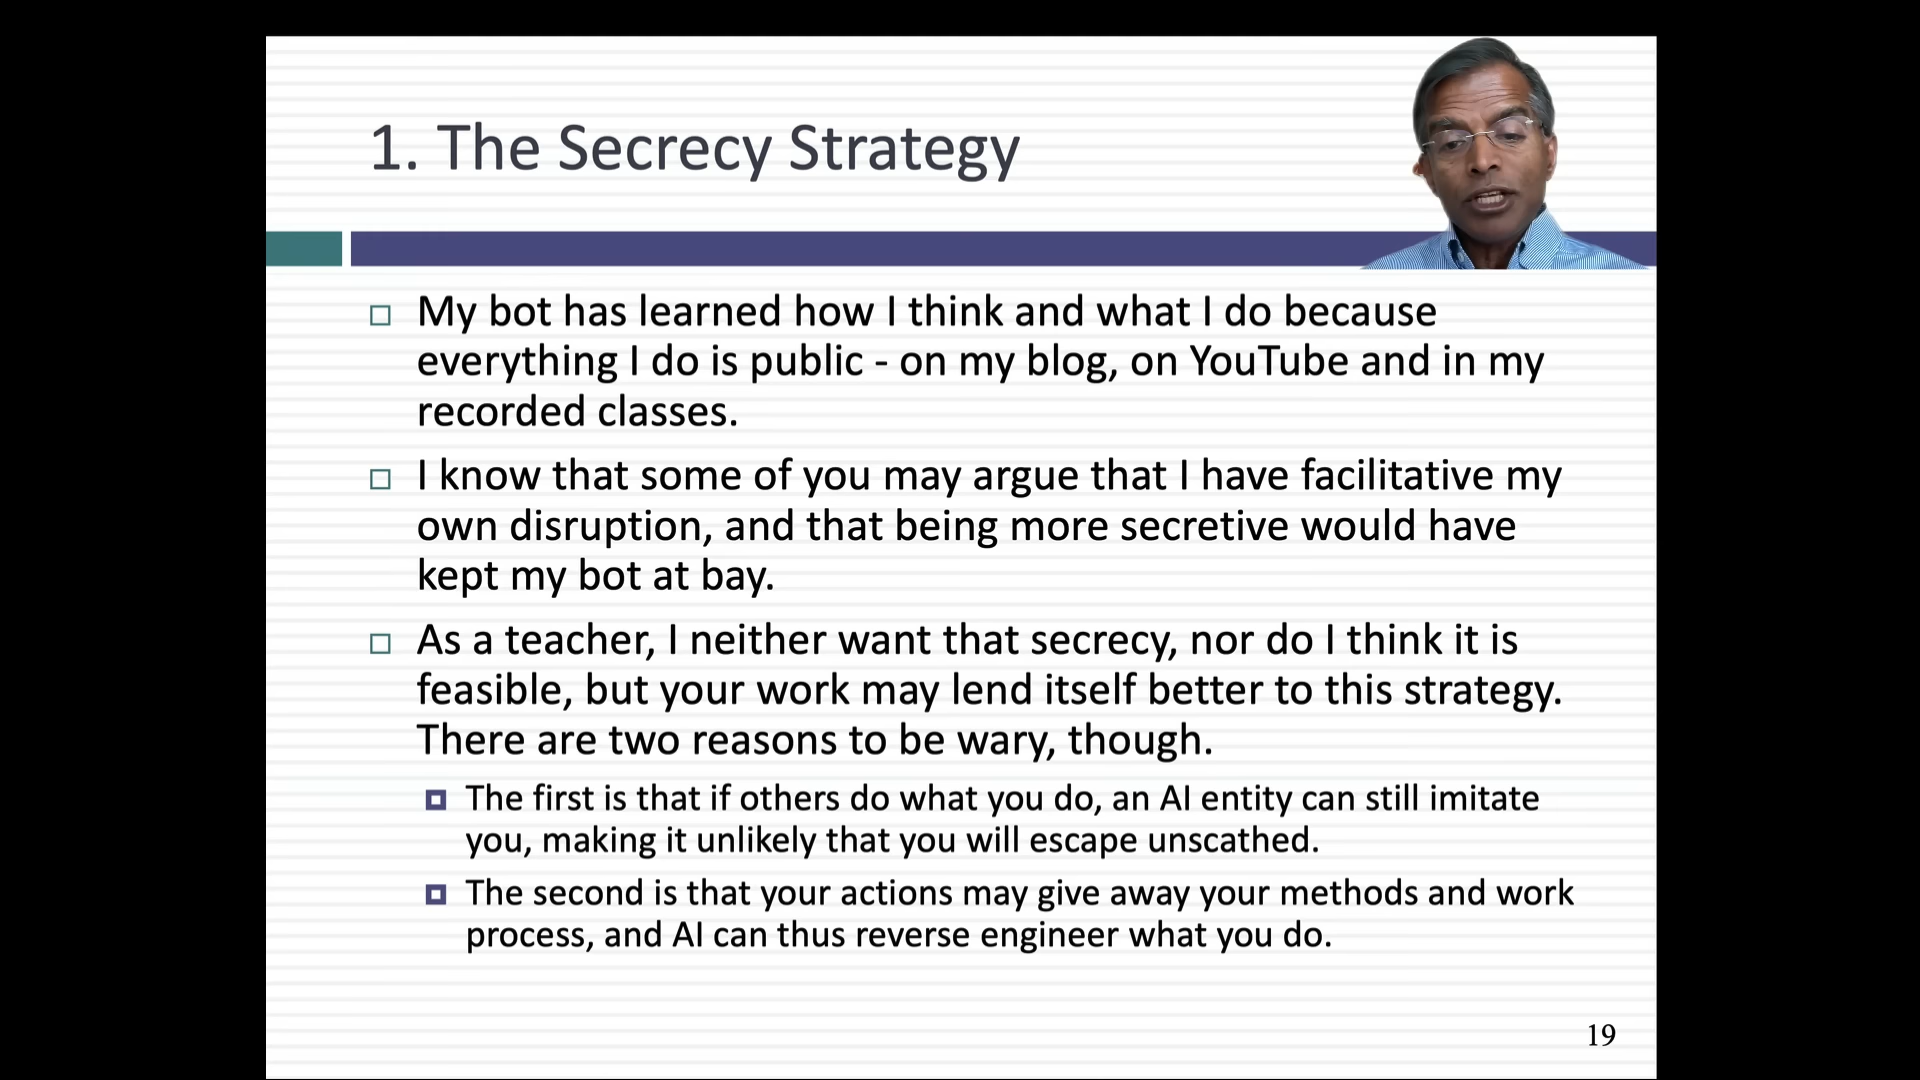 1. The Secrecy Strategy
My bot has learned how I think and what I do because
everything I do is public - on my blog, on YouTube and in my
recorded classes.
I know that some of you may argue that I have facilitative my
own disruption, and that being more secretive would have
kept my bot at bay.
As a teacher, I neither want that secrecy, nor do I think it is
feasible, but your work may lend itself better to this strategy.
There are two reasons to be wary, though.
The first is that if others do what you do, an AI entity can still imitate
you, making it unlikely that you will escape unscathed.
The second is that your actions may give away your methods and work
process, and AI can thus reverse engineer what you do.
19